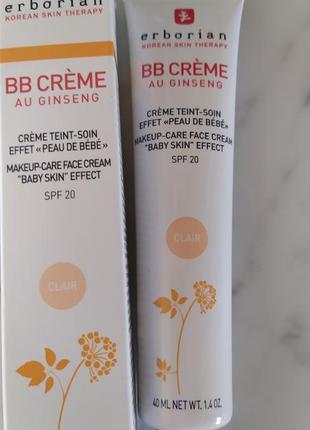 erborian
KOREAN SKIN THERAPY
BB CRÈME
AU GINSENG
CRÈME TEINT-SOIN
EFFET «PEAU DE BÉBÉ»
MAKEUP-CARE FACE CREAM
"BABY SKIN" EFFECT
SPF 20
CLAIR
erborian
KOREAN SKIN THERAPY
BB CRÈME
AU GINSENG
CRÈME TEINT-SOIN
EFFET «PEAU DE BÉBÉ»
MAKEUP-CARE FACE CREAM
"BABY SKIN" EFFECT
SPF 20
CLAIR
40 ML NET WT. 1.4 OZ.